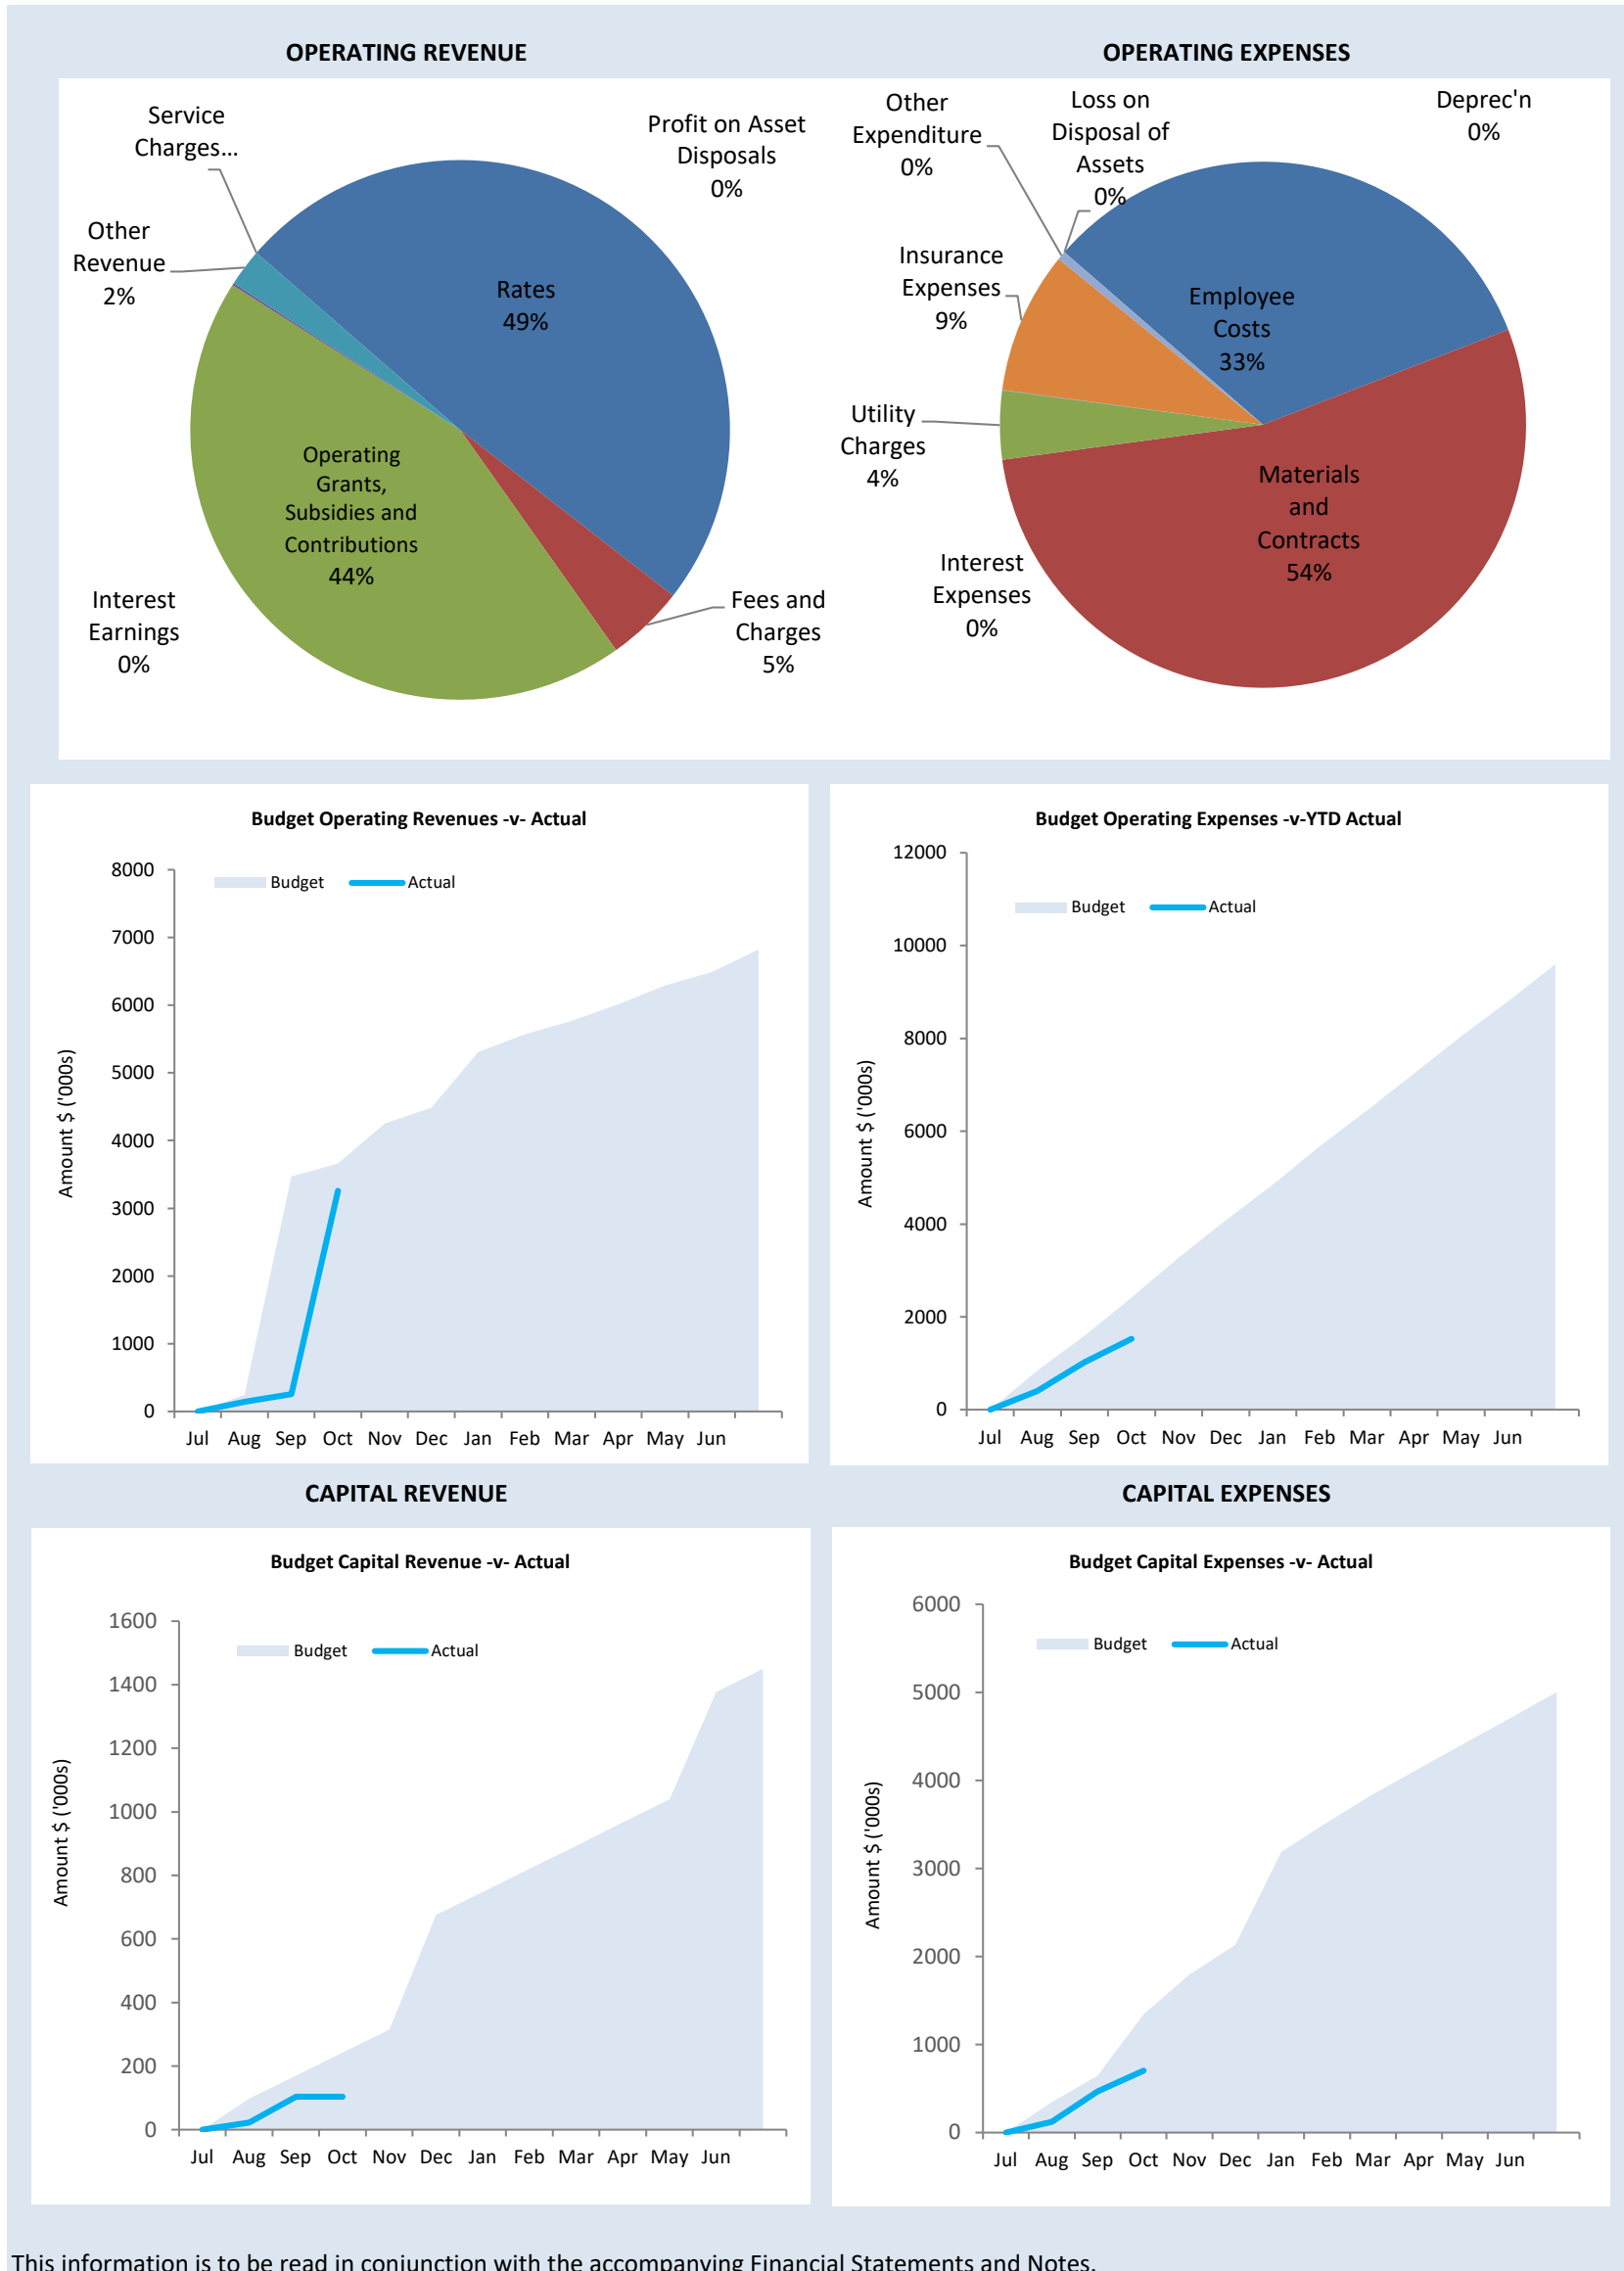 OPERATING REVENUE
OPERATING EXPENSES
Service
Charges...
Other
Revenue
2%
Rates
49%
Profit on Asset
Disposals
0%
Operating
Grants,
Subsidies and
Contributions
44%
Interest
Earnings
0%
Fees and
Charges
5%
Other
Expenditure
0%
Loss on
Disposal of
Assets
0%
Deprec'n
0%
Insurance
Expenses
9%
Employee
Costs
33%
Utility
Charges
4%
Materials
and
Contracts
54%
Interest
Expenses
0%
Budget Operating Revenues -v- Actual
Budget Actual
8000
7000
6000
5000
4000
3000
2000
1000
0
Amount $ ('000s)
Jul Aug Sep Oct Nov Dec Jan Feb Mar Apr May Jun
Budget Operating Expenses -v-YTD Actual
Budget Actual
12000
10000
8000
6000
4000
2000
0
Amount $ ('000s)
Jul Aug Sep Oct Nov Dec Jan Feb Mar Apr May Jun
CAPITAL REVENUE
CAPITAL EXPENSES
Budget Capital Revenue -v- Actual
Budget Actual
1600
1400
1200
1000
800
600
400
200
0
Amount $ ('000s)
Jul Aug Sep Oct Nov Dec Jan Feb Mar Apr May Jun
Budget Capital Expenses -v- Actual
Budget Actual
6000
5000
4000
3000
2000
1000
0
Amount $ ('000s)
Jul Aug Sep Oct Nov Dec Jan Feb Mar Apr May Jun
This information is to be read in conjunction with the accompanying Financial Statements and Notes.